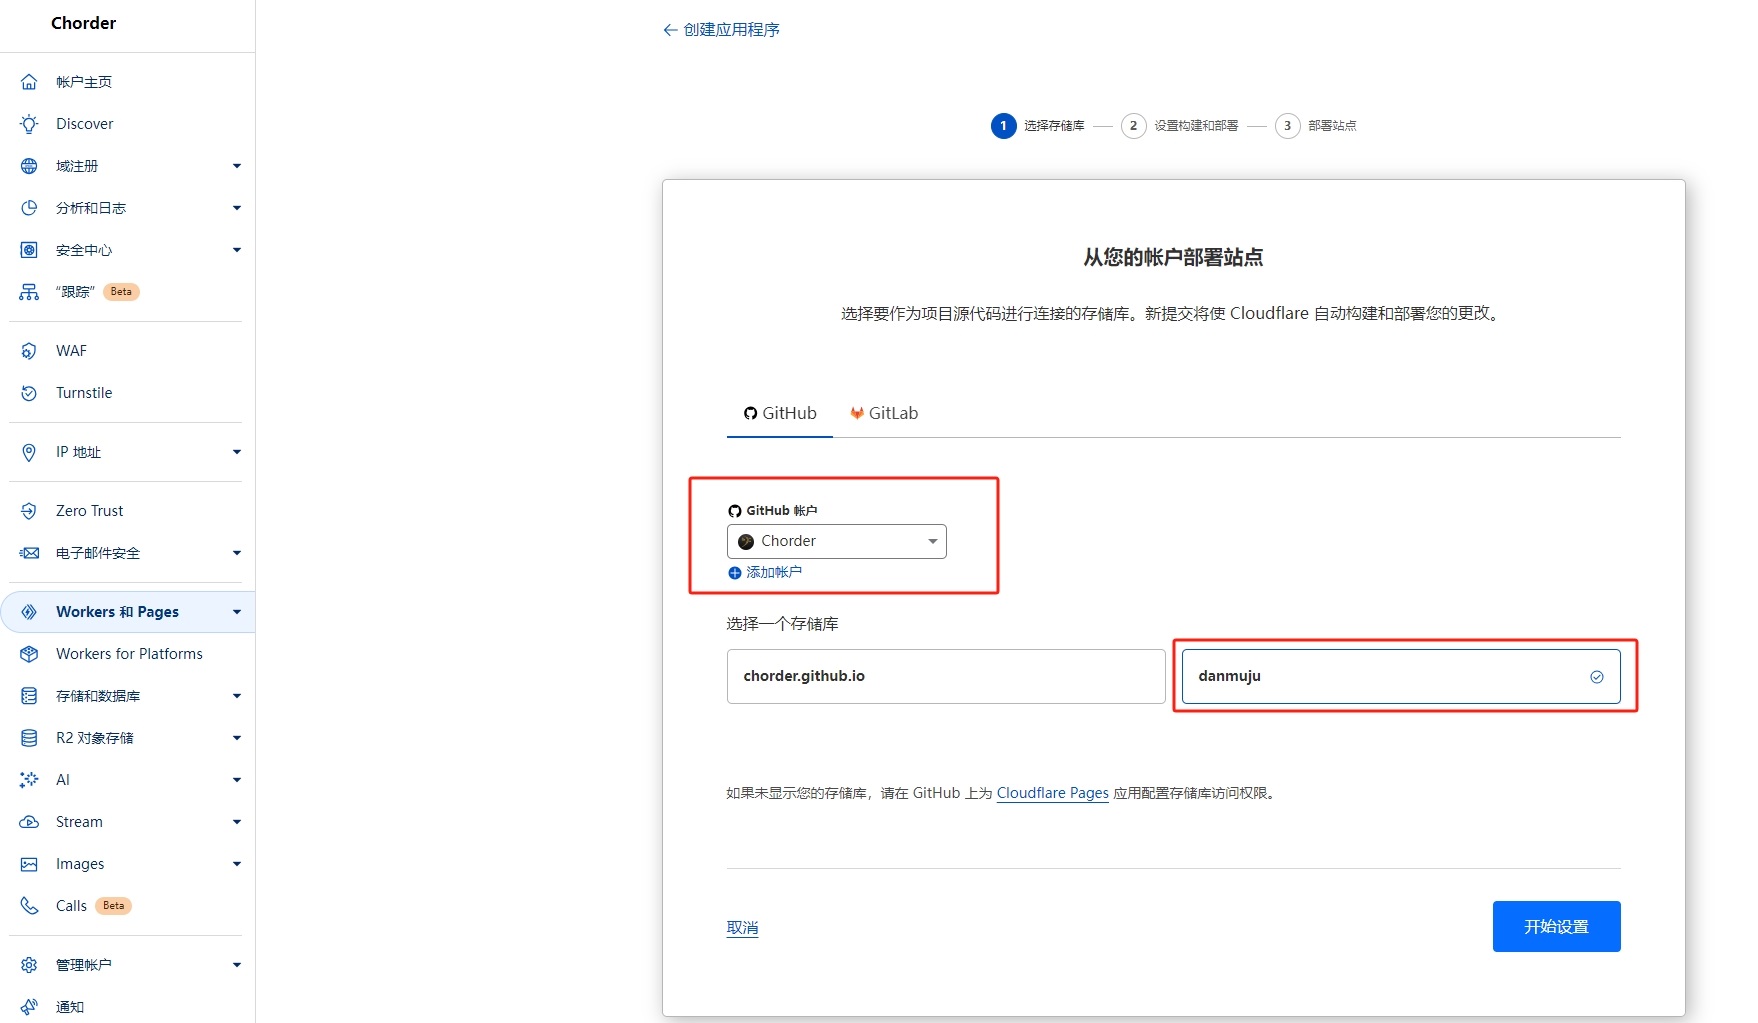 Chorder
帐户主页
Discover
域注册
分析和日志
安全中心
“跟踪” Beta
WAF
Turnstile
IP 地址
Zero Trust
电子邮件安全
Workers 和 Pages
Workers for Platforms
存储和数据库
R2 对象存储
AI
Stream
Images
Calls Beta
管理帐户
通知
← 创建应用程序
1 选择存储库 — 2 设置构建和部署 — 3 部署站点
从您的帐户部署站点
选择要作为项目源代码进行连接的存储库。新提交将使 Cloudflare 自动构建和部署您的更改。
GitHub GitLab
GitHub 帐户
Chorder
添加帐户
选择一个存储库
chorder.github.io danmuju
如果未显示您的存储库，请在 GitHub 上为 Cloudflare Pages 应用配置存储库访问权限。
取消 开始设置